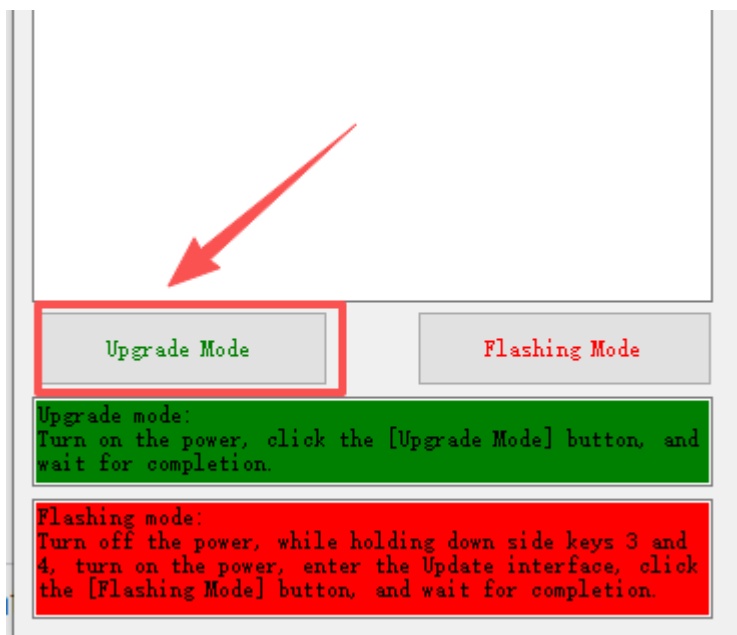 Upgrade Mode
Flashing Mode
Upgrade mode:
Turn on the power, click the [Upgrade Mode] button, and
wait for completion.
Flashing mode:
Turn off the power, while holding down side keys 3 and
4, turn on the power, enter the Update interface, click
the [Flashing Mode] button, and wait for completion.